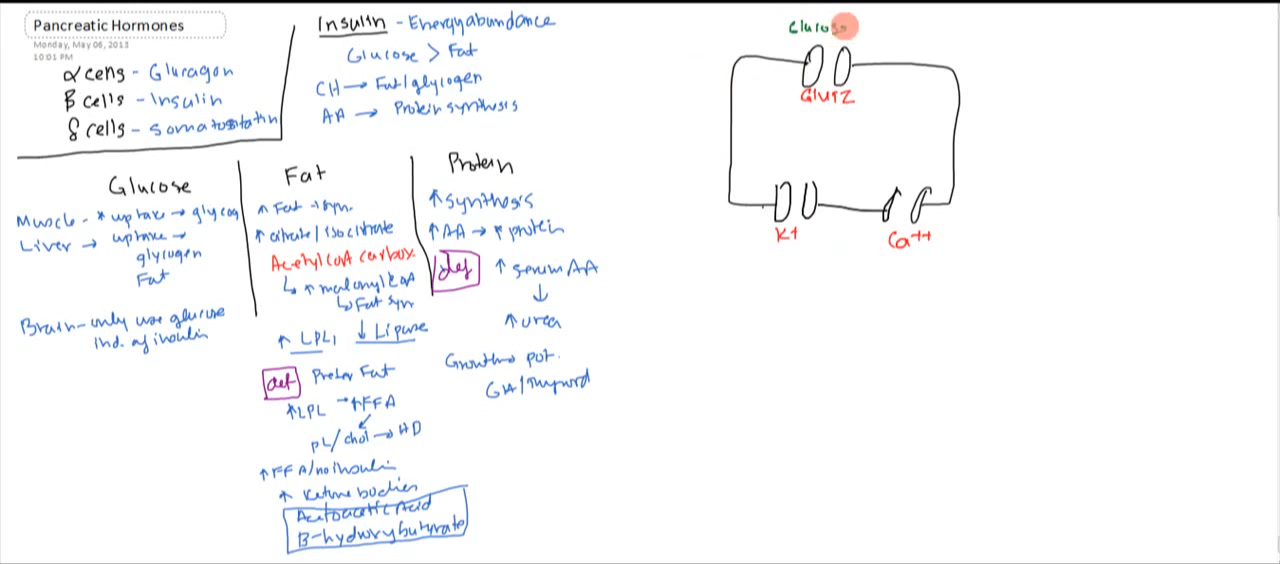 Pancreatic Hormones
Monday, May 06, 2013
10:01 PM
α cells - Glucagon
β cells - Insulin
δ cells - Somatostatin
Insulin - Energy abundance
Glucose > Fat
CH → Fat/glycogen
AA → Protein synthesis
Glucose
Muscle - * uptake → glycog
Liver → uptake →
glycogen
Fat
Brain - only use glucose
ind. of insulin
Fat
↑ Fat → syn.
↑ citrate/isocitrate
Acetyl CoA carbox.
↳ ↑ malonyl CoA
↳ Fat syn
↑ LPL, ↓ Lipase
def Prefer Fat
↑LPL → ↑FFA
PL/chol → HD
↑ FFA/no insulin
↑ Ketone bodies
Acetoacetic Acid
B-hydroxybutyrate
Protein
↑ synthesis
↑ AA → ↑ protein
def ↑ serum AA
↓
↑ urea
Growth → pot.
GH/Thyroid
Glucose
Glut2
K+
Ca++